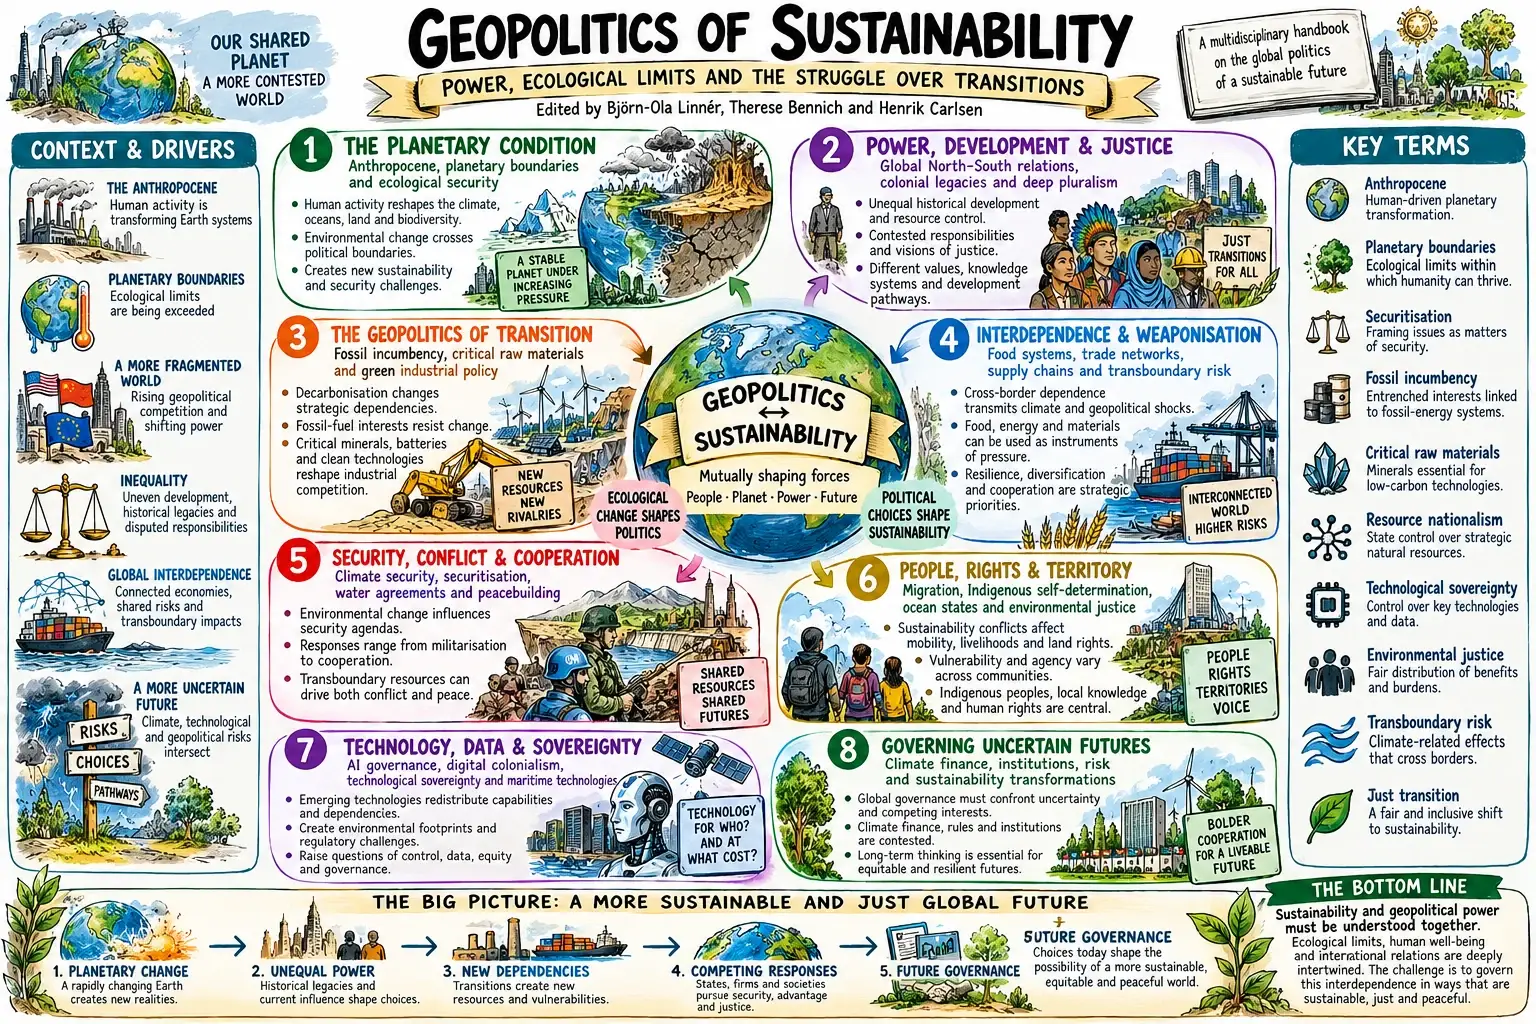 OUR SHARED
PLANET
A MORE CONTESTED
WORLD
GEOPOLITICS OF SUSTAINABILITY
POWER, ECOLOGICAL LIMITS AND THE STRUGGLE OVER TRANSITIONS
Edited by Björn-Ola Linnér, Therese Bennich and Henrik Carlsen
A multidisciplinary handbook
on the global politics
of a sustainable future
CONTEXT & DRIVERS
THE ANTHROPOCENE
Human activity is
transforming Earth systems
PLANETARY BOUNDARIES
Ecological limits
are being exceeded
A MORE FRAGMENTED
WORLD
Rising geopolitical
competition and
shifting power
INEQUALITY
Uneven development,
historical legacies and
disputed responsibilities
GLOBAL INTERDEPENDENCE
Connected economies,
shared risks and
transboundary impacts
A MORE UNCERTAIN
FUTURE
Climate, technological
and geopolitical risks
intersect
RISKS
CHOICES
PATHWAYS
1 THE PLANETARY CONDITION
Anthropocene, planetary boundaries
and ecological security
• Human activity reshapes the climate,
oceans, land and biodiversity.
• Environmental change crosses
political boundaries.
• Creates new sustainability
and security challenges.
A STABLE
PLANET UNDER
INCREASING
PRESSURE
2 POWER, DEVELOPMENT & JUSTICE
Global North-South relations,
colonial legacies and deep pluralism
• Unequal historical development
and resource control.
• Contested responsibilities
and visions of justice.
• Different values, knowledge
systems and development
pathways.
JUST
TRANSITIONS
FOR ALL
3 THE GEOPOLITICS OF TRANSITION
Fossil incumbency, critical raw materials
and green industrial policy
• Decarbonisation changes
strategic dependencies.
• Fossil-fuel interests resist change.
• Critical minerals, batteries
and clean technologies
reshape industrial
competition.
NEW
RESOURCES
NEW
RIVALRIES
GEOPOLITICS
↔
SUSTAINABILITY
Mutually shaping forces
People · Planet · Power · Future
ECOLOGICAL
CHANGE SHAPES
POLITICS
POLITICAL
CHOICES SHAPE
SUSTAINABILITY
4 INTERDEPENDENCE & WEAPONISATION
Food systems, trade networks,
supply chains and transboundary risk
• Cross-border dependence
transmits climate and geopolitical shocks.
• Food, energy and materials
can be used as instruments
of pressure.
• Resilience, diversification
and cooperation are strategic
priorities.
INTERCONNECTED
WORLD
HIGHER RISKS
5 SECURITY, CONFLICT & COOPERATION
Climate security, securitisation,
water agreements and peacebuilding
• Environmental change influences
security agendas.
• Responses range from militarisation
to cooperation.
• Transboundary resources can
drive both conflict and peace.
SHARED
RESOURCES
SHARED
FUTURES
6 PEOPLE, RIGHTS & TERRITORY
Migration, Indigenous self-determination,
ocean states and environmental justice
• Sustainability conflicts affect
mobility, livelihoods and land rights.
• Vulnerability and agency vary
across communities.
• Indigenous peoples, local knowledge
and human rights are central.
PEOPLE
RIGHTS
TERRITORIES
VOICE
7 TECHNOLOGY, DATA & SOVEREIGNTY
AI governance, digital colonialism,
technological sovereignty and maritime technologies
• Emerging technologies redistribute capabilities
and dependencies.
• Create environmental footprints and
regulatory challenges.
• Raise questions of control, data, equity
and governance.
TECHNOLOGY
FOR WHO?
AND AT
WHAT COST?
8 GOVERNING UNCERTAIN FUTURES
Climate finance, institutions, risk
and sustainability transformations
• Global governance must confront uncertainty
and competing interests.
• Climate finance, rules and institutions
are contested.
• Long-term thinking is essential for
equitable and resilient futures.
BOLDER
COOPERATION
FOR A LIVEABLE
FUTURE
KEY TERMS
Anthropocene
Human-driven planetary
transformation.
Planetary boundaries
Ecological limits within
which humanity can thrive.
Securitisation
Framing issues as matters
of security.
Fossil incumbency
Entrenched interests linked
to fossil-energy systems.
Critical raw materials
Minerals essential for
low-carbon technologies.
Resource nationalism
State control over strategic
natural resources.
Technological sovereignty
Control over key technologies
and data.
Environmental justice
Fair distribution of benefits
and burdens.
Transboundary risk
Climate-related effects
that cross borders.
Just transition
A fair and inclusive shift
to sustainability.
THE BIG PICTURE: A MORE SUSTAINABLE AND JUST GLOBAL FUTURE
1. PLANETARY CHANGE
A rapidly changing Earth
creates new realities.
2. UNEQUAL POWER
Historical legacies and
current influence shape choices.
3. NEW DEPENDENCIES
Transitions create new
resources and vulnerabilities.
4. COMPETING RESPONSES
States, firms and societies
pursue security, advantage
and justice.
5. FUTURE GOVERNANCE
5UTURE GOVERNANCE
Choices today shape the
possibility of a more sustainable,
equitable and peaceful world.
THE BOTTOM LINE
Sustainability and geopolitical power
must be understood together.
Ecological limits, human well-being
and international relations are deeply
intertwined. The challenge is to govern
this interdependence in ways that are
sustainable, just and peaceful.